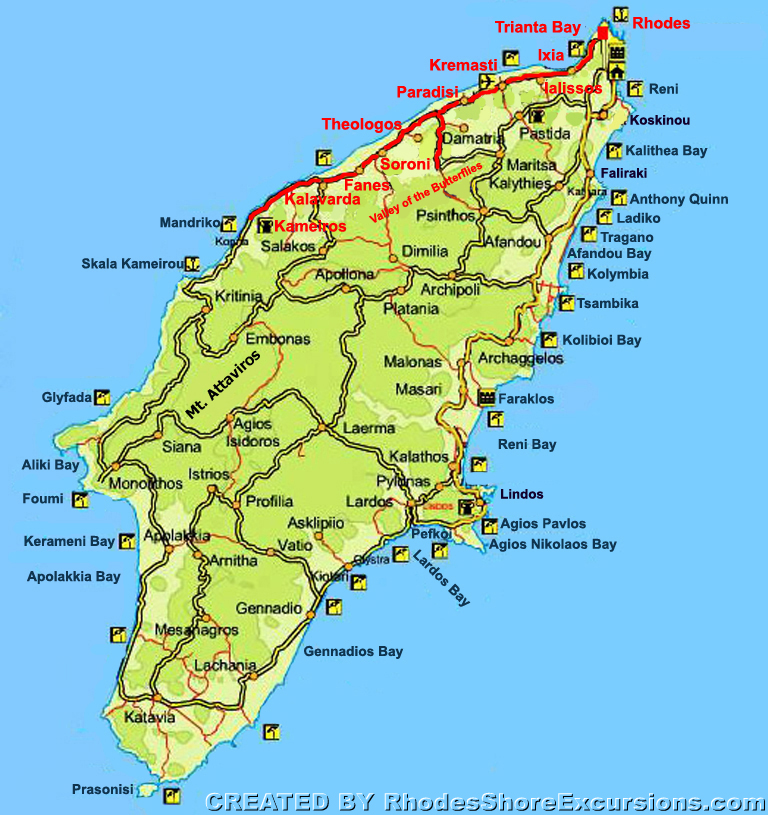 Trianta Bay
Rhodes
Ixia
Kremasti
Ialissos
Paradisi
Reni
Theologos
Koskinou
Damatria
Pastida
Kalithea Bay
Soroni
Maritsa
Faliraki
Fanes
Valley of the Butterflies
Kalythies
Kalavarda
Anthony Quinn
Psinthos
Ladiko
Mandriko
Kameiros
Tragano
Salakos
Dimilia
Afandou
Afandou Bay
Skala Kameirou
Apollona
Kolymbia
Archipoli
Kritinia
Platania
Tsambika
Embonas
Kolibioi Bay
Mt. Attaviros
Malonas
Archaggelos
Masari
Glyfada
Faraklos
Agios
Isidoros
Laerma
Siana
Reni Bay
Aliki Bay
Kalathos
Monolithos
Istrios
Pylonas
Foumi
Profilia
Lardos
LINDOS
Lindos
Asklipiio
Agios Pavlos
Kerameni Bay
Apolakkia
Vatio
Pefkoi
Agios Nikolaos Bay
Arnitha
Glystra
Apolakkia Bay
Kiotari
Lardos Bay
Gennadio
Mesanagros
Gennadios Bay
Lachania
Katavia
Prasonisi
CREATED BY RhodesShoreExcursions.com